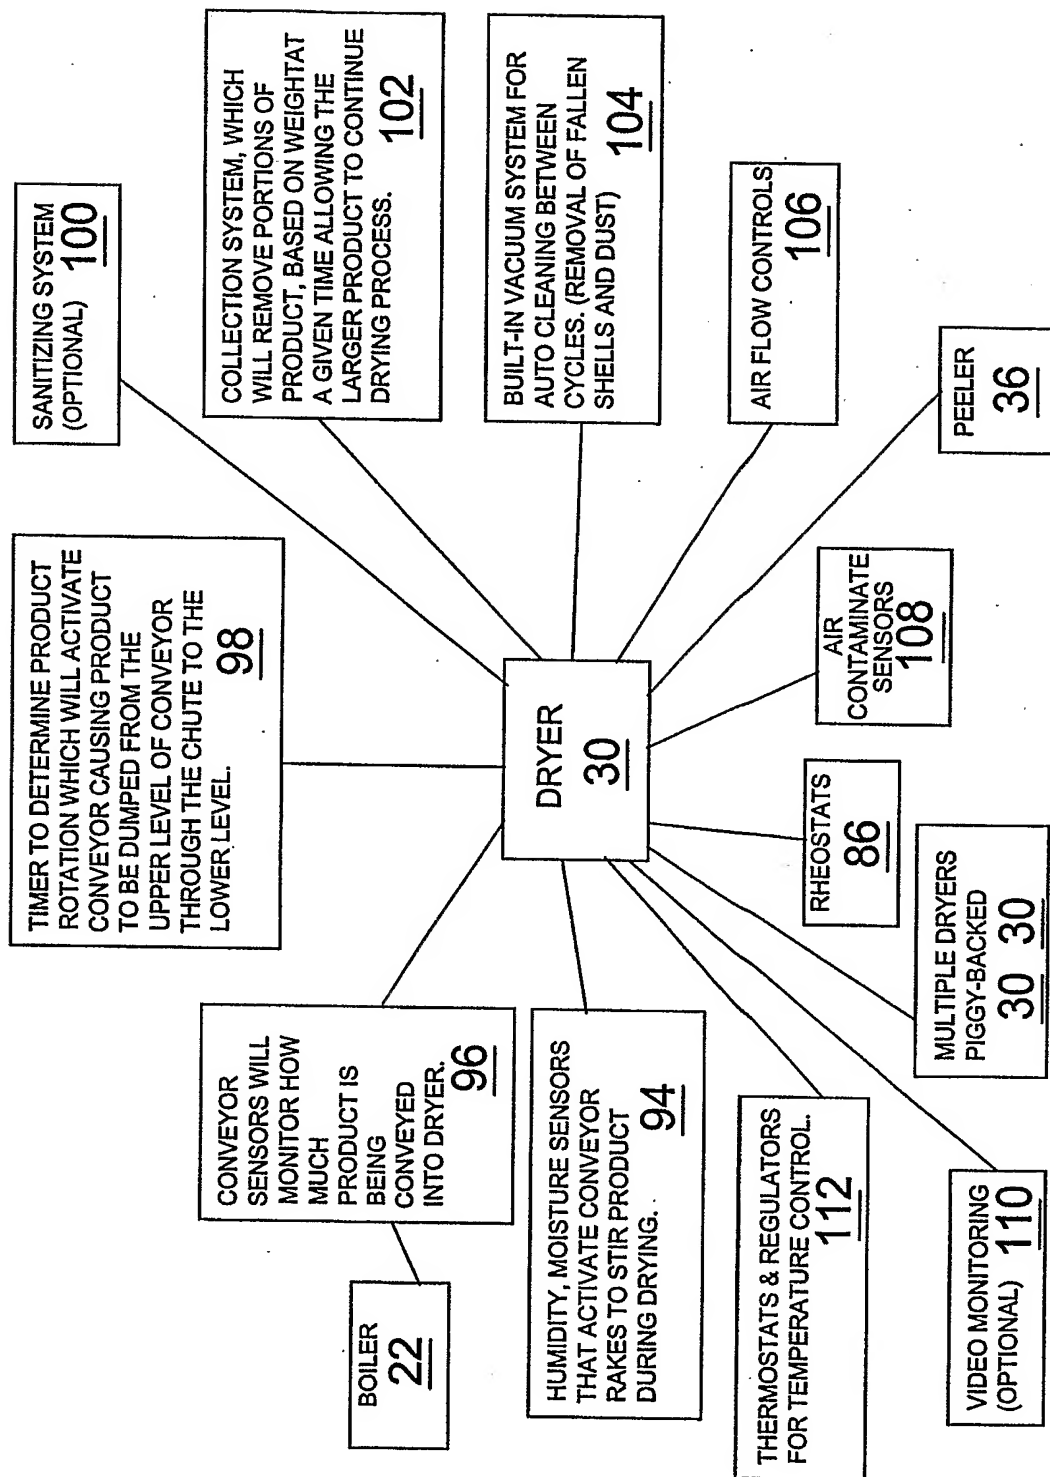 SANITIZING SYSTEM
(OPTIONAL) 100
TIMER TO DETERMINE PRODUCT
ROTATION WHICH WILL ACTIVATE
CONVEYOR CAUSING PRODUCT
TO BE DUMPED FROM THE
UPPER LEVEL OF CONVEYOR
THROUGH THE CHUTE TO THE
LOWER LEVEL. 98
COLLECTION SYSTEM, WHICH
WILL REMOVE PORTIONS OF
PRODUCT, BASED ON WEIGHTAT
A GIVEN TIME ALLOWING THE
LARGER PRODUCT TO CONTINUE
DRYING PROCESS. 102
CONVEYOR
SENSORS WILL
MONITOR HOW
MUCH
PRODUCT IS
BEING
CONVEYED
INTO DRYER. 96
BOILER
22
DRYER
30
BUILT-IN VACUUM SYSTEM FOR
AUTO CLEANING BETWEEN
CYCLES. (REMOVAL OF FALLEN
SHELLS AND DUST) 104
HUMIDITY, MOISTURE SENSORS
THAT ACTIVATE CONVEYOR
RAKES TO STIR PRODUCT
DURING DRYING. 94
AIR FLOW CONTROLS
106
THERMOSTATS & REGULATORS
FOR TEMPERATURE CONTROL.
112
RHEOSTATS
86
AIR
CONTAMINATE
SENSORS
108
PEELER
36
VIDEO MONITORING
(OPTIONAL) 110
MULTIPLE DRYERS
PIGGY-BACKED
30 30